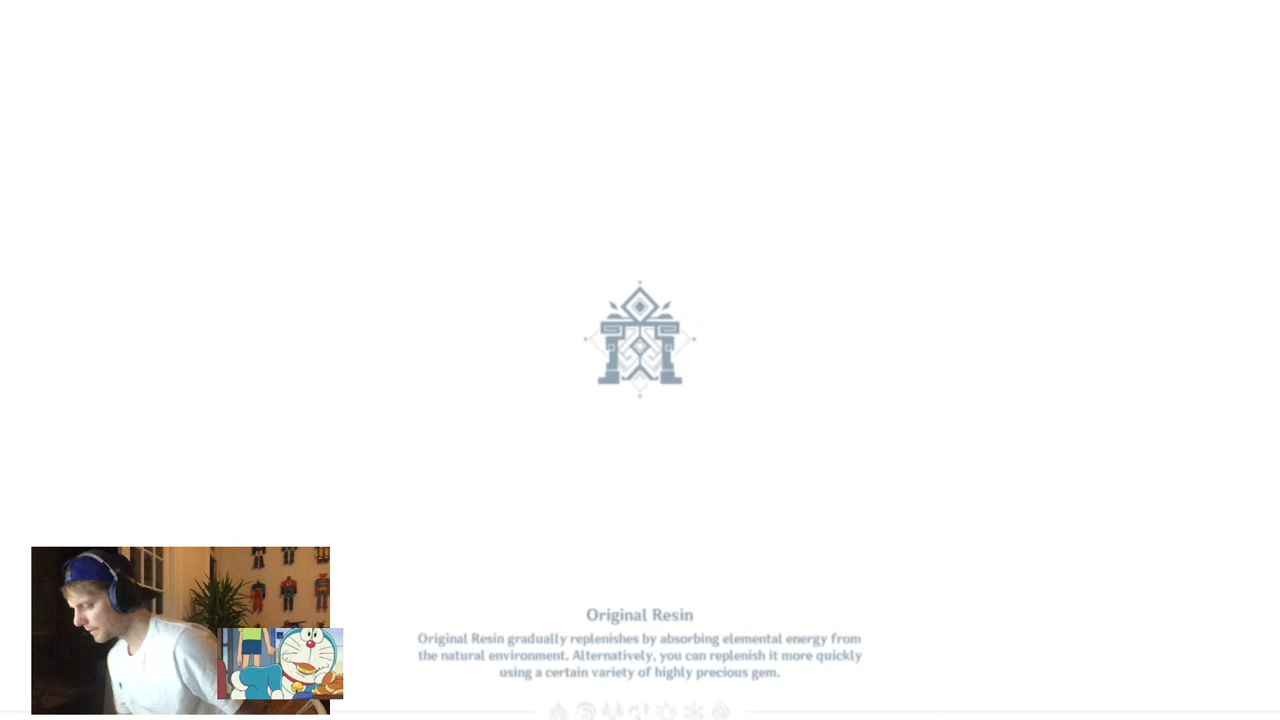 Original Resin
Original Resin gradually replenishes by absorbing elemental energy from
the natural environment. Alternatively, you can replenish it more quickly
using a certain variety of highly precious gem.